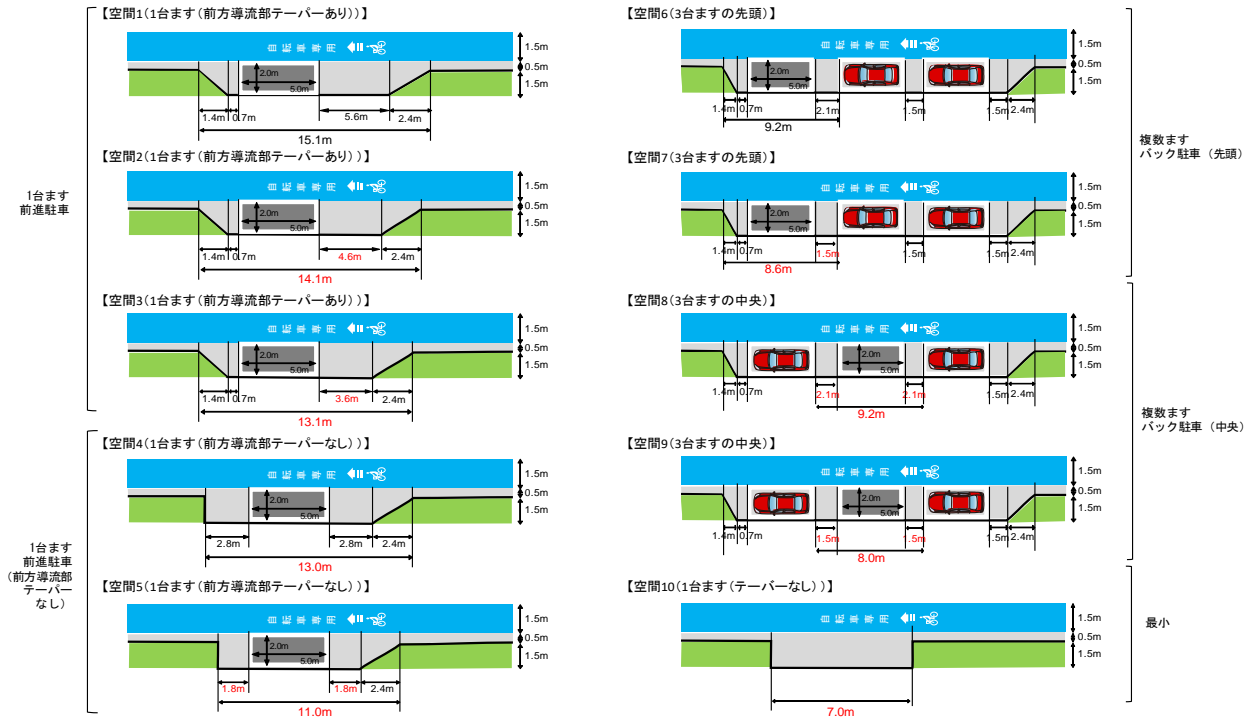 【空間1(1台ます(前方導流部テーパーあり))】
自転車専用
1.5m
0.5m
1.5m
2.0m
5.0m
1.4m
0.7m
5.6m
2.4m
15.1m
【空間2(1台ます(前方導流部テーパーあり))】
自転車専用
1.5m
0.5m
1.5m
2.0m
5.0m
1.4m
0.7m
4.6m
2.4m
14.1m
1台ます
前進駐車
【空間3(1台ます(前方導流部テーパーあり))】
自転車専用
1.5m
0.5m
1.5m
2.0m
5.0m
1.4m
0.7m
3.6m
2.4m
13.1m
【空間4(1台ます(前方導流部テーパーなし))】
自転車専用
1.5m
0.5m
1.5m
2.0m
5.0m
2.8m
2.8m
2.4m
13.0m
1台ます
前進駐車
(前方導流部
テーパー
なし)
【空間5(1台ます(前方導流部テーパーなし))】
自転車専用
1.5m
0.5m
1.5m
2.0m
5.0m
1.8m
1.8m
2.4m
11.0m
【空間6(3台ますの先頭)】
自転車専用
1.5m
0.5m
1.5m
2.0m
5.0m
1.4m
0.7m
2.1m
1.5m
1.5m
2.4m
9.2m
複数ます
バック駐車(先頭)
【空間7(3台ますの先頭)】
自転車専用
1.5m
0.5m
1.5m
2.0m
5.0m
1.4m
0.7m
1.5m
1.5m
1.5m
2.4m
8.6m
【空間8(3台ますの中央)】
自転車専用
1.5m
0.5m
1.5m
2.0m
5.0m
1.4m
0.7m
2.1m
2.1m
1.5m
2.4m
9.2m
複数ます
バック駐車(中央)
【空間9(3台ますの中央)】
自転車専用
1.5m
0.5m
1.5m
2.0m
5.0m
1.4m
0.7m
1.5m
1.5m
1.5m
2.4m
8.0m
【空間10(1台ます(テーバーなし))】
自転車専用
1.5m
0.5m
1.5m
7.0m
最小